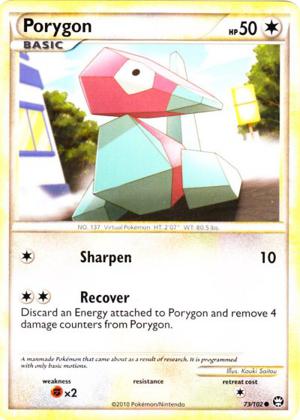 Porygon HP 50
BASIC
NO. 137 Virtual Pokémon HT. 2'07" WT. 80.5 lbs.
Sharpen 10
Recover
Discard an Energy attached to Porygon and remove 4
damage counters from Porygon.
A manmade Pokémon that came about as a result of research. It is programmed
with only basic motions.
Illus. Kouki Saitou
weakness resistance retreat cost
×2
©2010 Pokémon/Nintendo 73/102